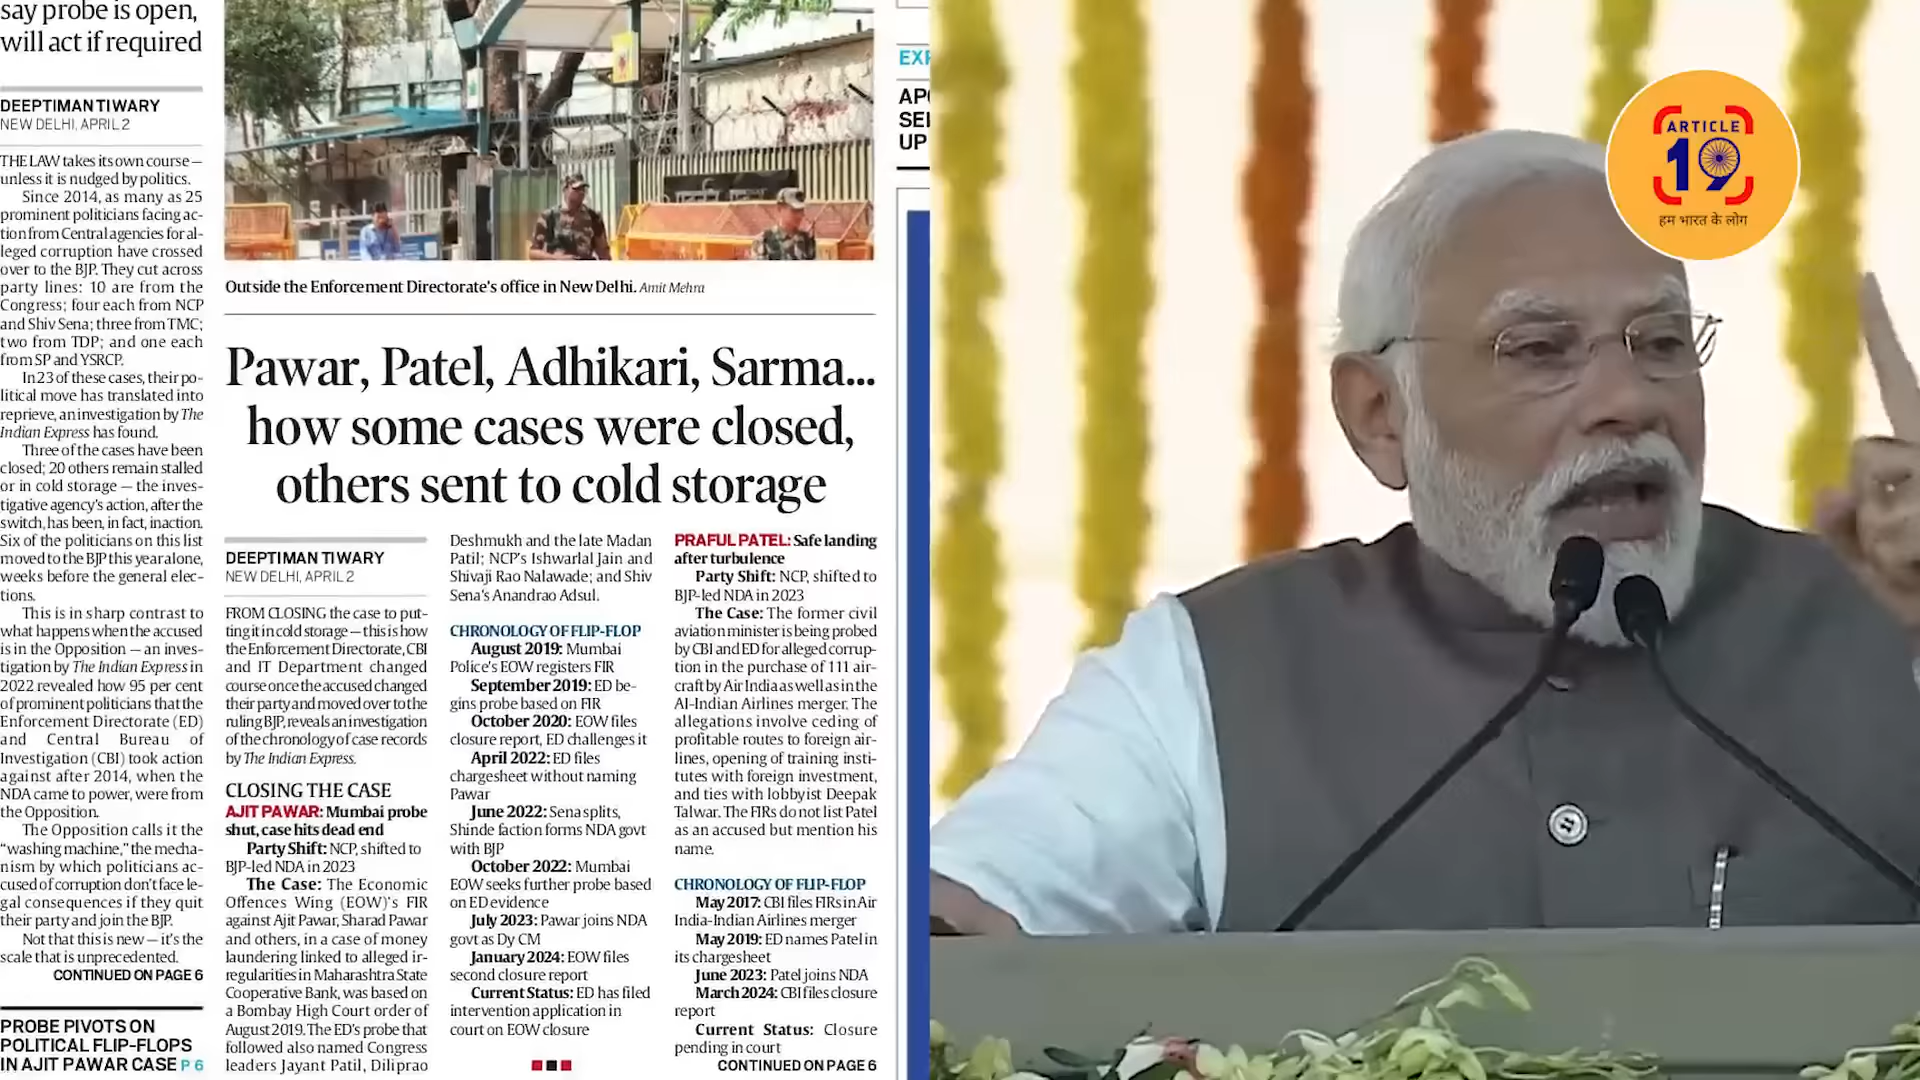 say probe is open,
will act if required
DEEPTIMAN TIWARY
NEW DELHI, APRIL 2
THE LAW takes its own course —
unless it is nudged by politics.
Since 2014, as many as 25
prominent politicians facing ac-
tion from Central agencies for al-
leged corruption have crossed
over to the BJP. They cut across
party lines: 10 are from the
Congress; four each from NCP
and Shiv Sena; three from TMC;
two from TDP; and one each
from SP and YSRCP.
In 23 of these cases, their po-
litical move has translated into
reprieve, an investigation by The
Indian Express has found.
Three of the cases have been
closed; 20 others remain stalled
or in cold storage — the inves-
tigative agency's action, after the
switch, has been, in fact, inaction.
Six of the politicians on this list
moved to the BJP this year alone,
weeks before the general elec-
tions.
This is in sharp contrast to
what happens when the accused
is in the Opposition — an inves-
tigation by The Indian Express in
2022 revealed how 95 per cent
of prominent politicians that the
Enforcement Directorate (ED)
and Central Bureau of
Investigation (CBI) took action
against after 2014, when the
NDA came to power, were from
the Opposition.
The Opposition calls it the
"washing machine," the mecha-
nism by which politicians ac-
cused of corruption don't face le-
gal consequences if they quit
their party and join the BJP.
Not that this is new — it's the
scale that is unprecedented.
CONTINUED ON PAGE 6
PROBE PIVOTS ON
POLITICAL FLIP-FLOPS
IN AJIT PAWAR CASE P 6
Outside the Enforcement Directorate's office in New Delhi. Amit Mehra
Pawar, Patel, Adhikari, Sarma...
how some cases were closed,
others sent to cold storage
DEEPTIMAN TIWARY
NEW DELHI, APRIL 2
FROM CLOSING the case to put-
ting it in cold storage — this is how
the Enforcement Directorate, CBI
and IT Department changed
course once the accused changed
their party and moved over to the
ruling BJP, reveals an investigation
of the chronology of case records
by The Indian Express.
CLOSING THE CASE
AJIT PAWAR: Mumbai probe
shut, case hits dead end
Party Shift: NCP, shifted to
BJP-led NDA in 2023
The Case: The Economic
Offences Wing (EOW)'s FIR
against Ajit Pawar, Sharad Pawar
and others, in a case of money
laundering linked to alleged ir-
regularities in Maharashtra State
Cooperative Bank, was based on
a Bombay High Court order of
August 2019. The ED's probe that
followed also named Congress
leaders Jayant Patil, Diliprao
Deshmukh and the late Madan
Patil; NCP's Ishwarlal Jain and
Shivaji Rao Nalawade; and Shiv
Sena's Anandrao Adsul.
CHRONOLOGY OF FLIP-FLOP
August 2019: Mumbai
Police's EOW registers FIR
September 2019: ED be-
gins probe based on FIR
October 2020: EOW files
closure report, ED challenges it
April 2022: ED files
chargesheet without naming
Pawar
June 2022: Sena splits,
Shinde faction forms NDA govt
with BJP
October 2022: Mumbai
EOW seeks further probe based
on ED evidence
July 2023: Pawar joins NDA
govt as Dy CM
January 2024: EOW files
second closure report
Current Status: ED has filed
intervention application in
court on EOW closure
PRAFUL PATEL: Safe landing
after turbulence
Party Shift: NCP, shifted to
BJP-led NDA in 2023
The Case: The former civil
aviation minister is being probed
by CBI and ED for alleged corrup-
tion in the purchase of 111 air-
craft by Air India as well as in the
AI-Indian Airlines merger. The
allegations involve ceding of
profitable routes to foreign air-
lines, opening of training insti-
tutes with foreign investment,
and ties with lobbyist Deepak
Talwar. The FIRs do not list Patel
as an accused but mention his
name.
CHRONOLOGY OF FLIP-FLOP
May 2017: CBI files FIRs in Air
India-Indian Airlines merger
May 2019: ED names Patel in
its chargesheet
June 2023: Patel joins NDA
March 2024: CBI files closure
report
Current Status: Closure
pending in court
CONTINUED ON PAGE 6
UP
ARTICLE
19
हम भारत के लोग